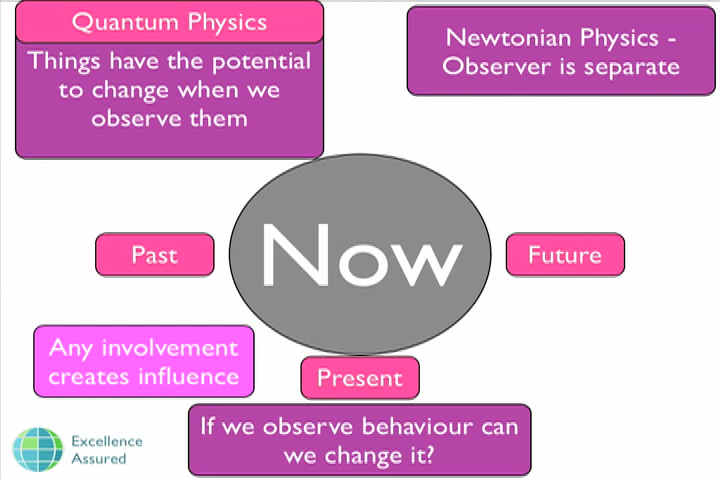 Quantum Physics
Things have the potential
to change when we
observe them
Newtonian Physics -
Observer is separate
Past
Now
Future
Any involvement
creates influence
Present
If we observe behaviour can
we change it?
Excellence
Assured